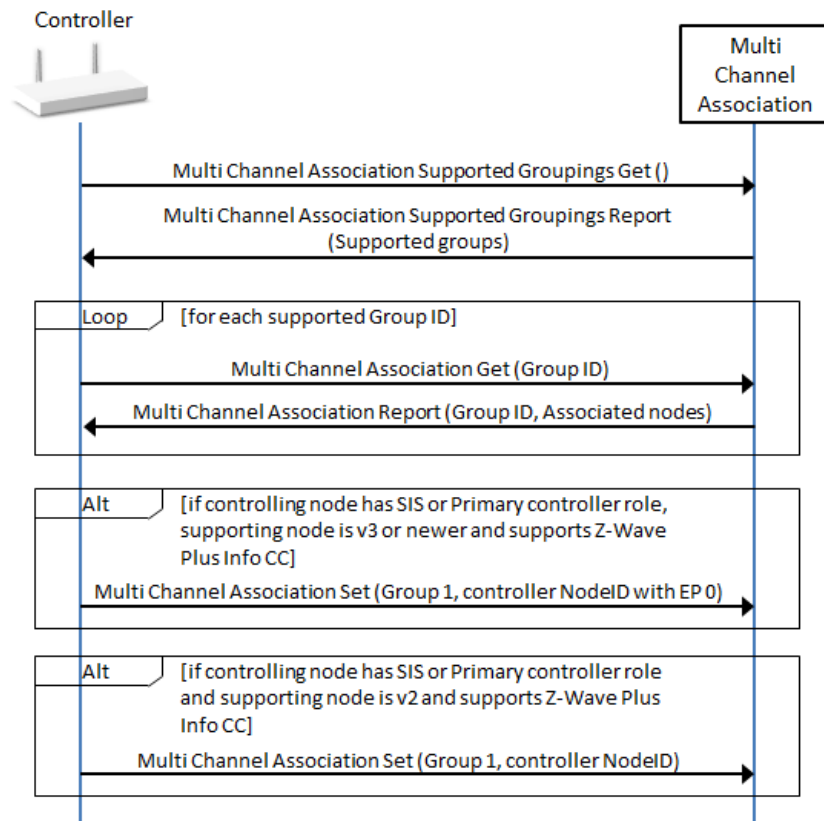 Controller
Multi
Channel
Association
Multi Channel Association Supported Groupings Get ()
Multi Channel Association Supported Groupings Report
(Supported groups)
Loop [for each supported Group ID]
Multi Channel Association Get (Group ID)
Multi Channel Association Report (Group ID, Associated nodes)
Alt [if controlling node has SIS or Primary controller role,
supporting node is v3 or newer and supports Z-Wave
Plus Info CC]
Multi Channel Association Set (Group 1, controller NodeID with EP 0)
Alt [if controlling node has SIS or Primary controller role
and supporting node is v2 and supports Z-Wave Plus
Info CC]
Multi Channel Association Set (Group 1, controller NodeID)